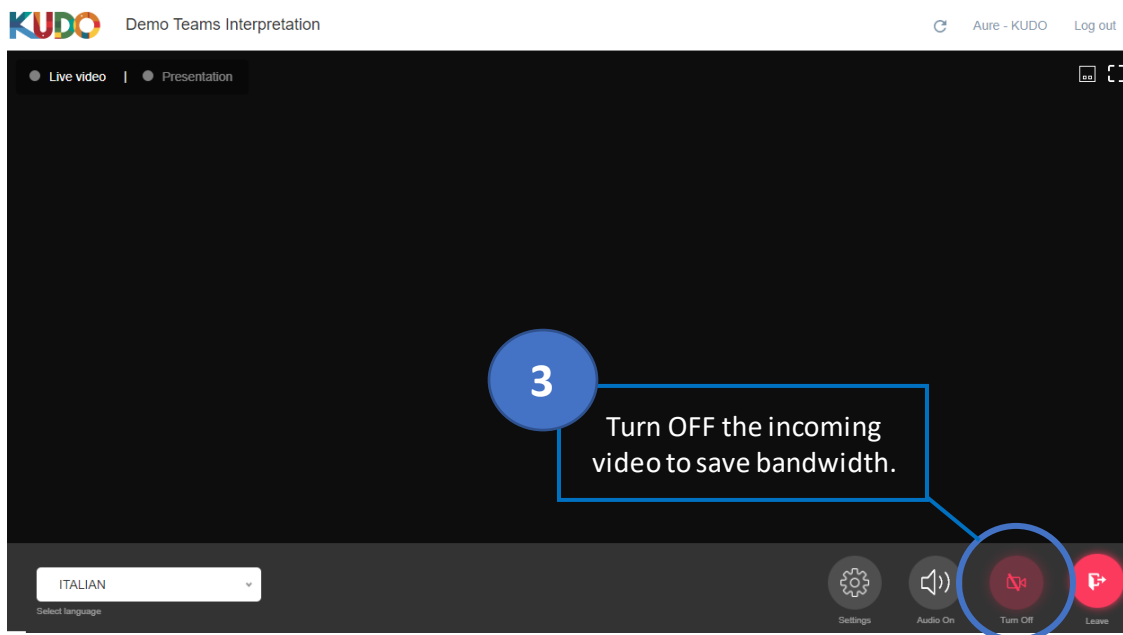 KUDO Demo Teams Interpretation Aure - KUDO Log out
Live video | Presentation
3
Turn OFF the incoming
video to save bandwidth.
ITALIAN
Select language
Settings Audio On Turn Off Leave